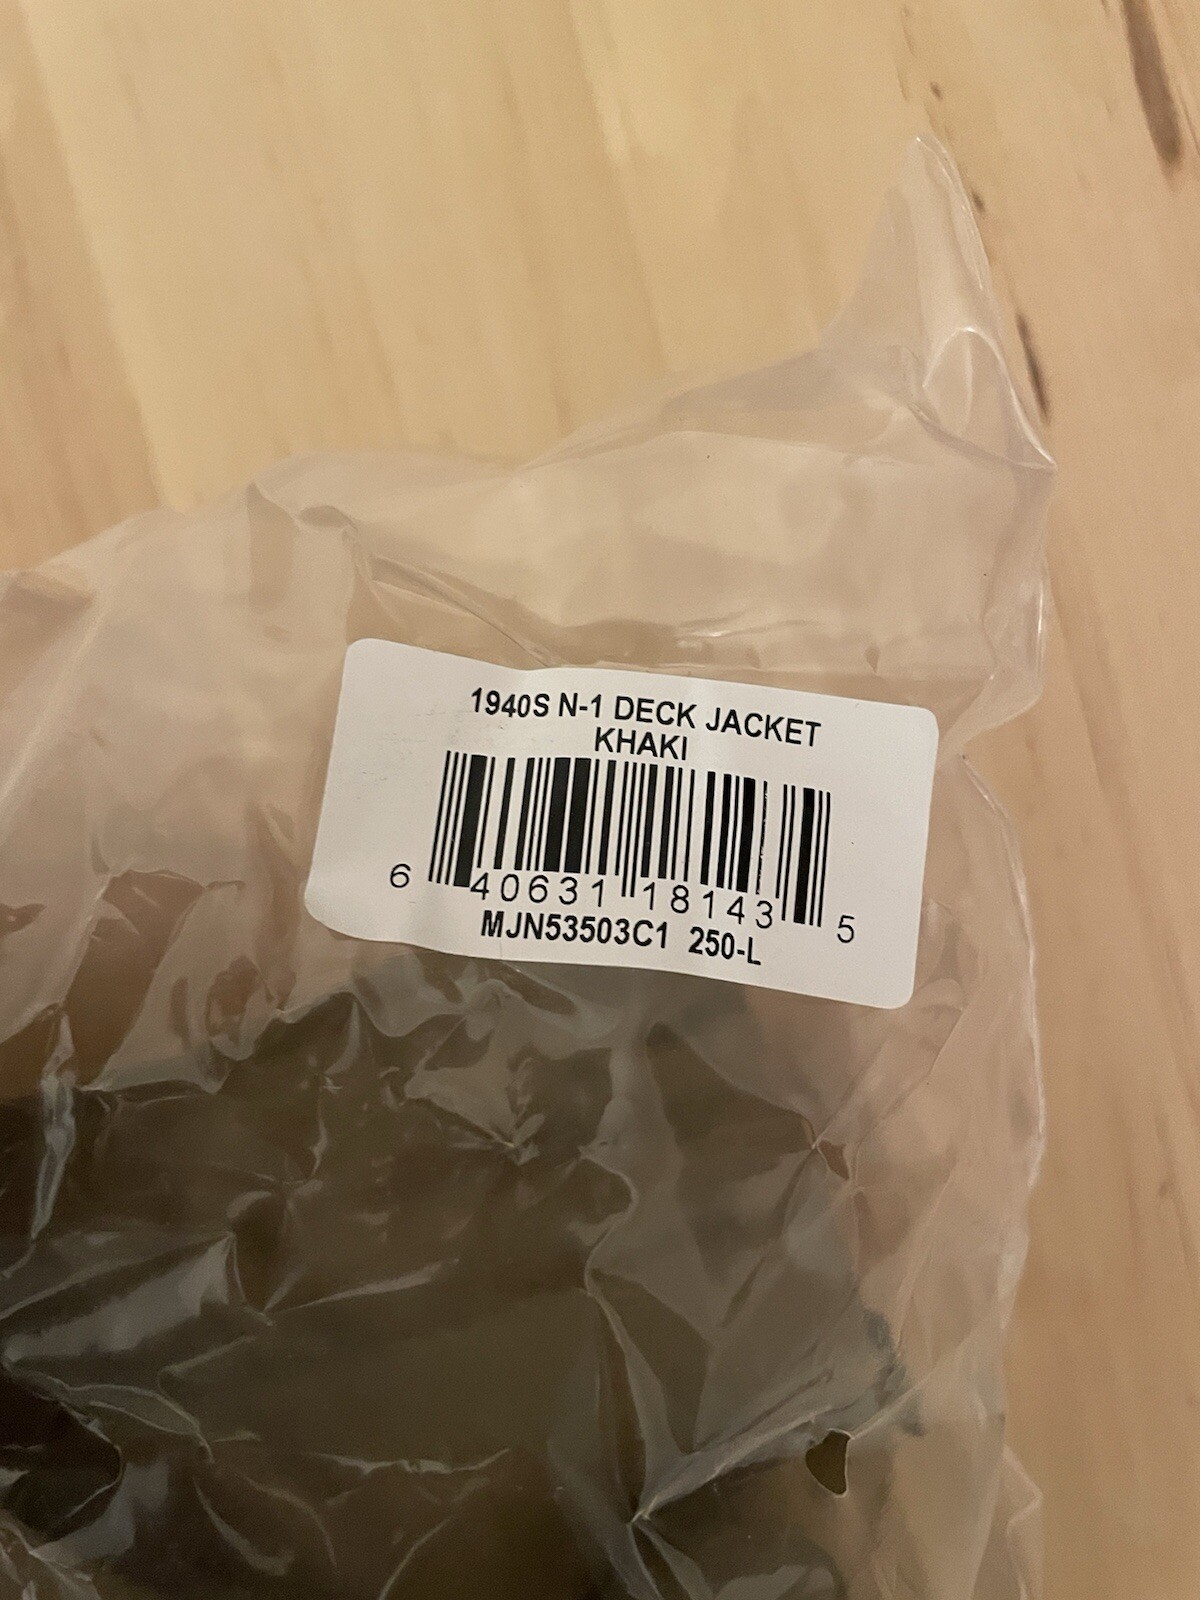 1940S N-1 DECK JACKET
KHAKI
6 40631 18143 5
MJN53503C1 250-L